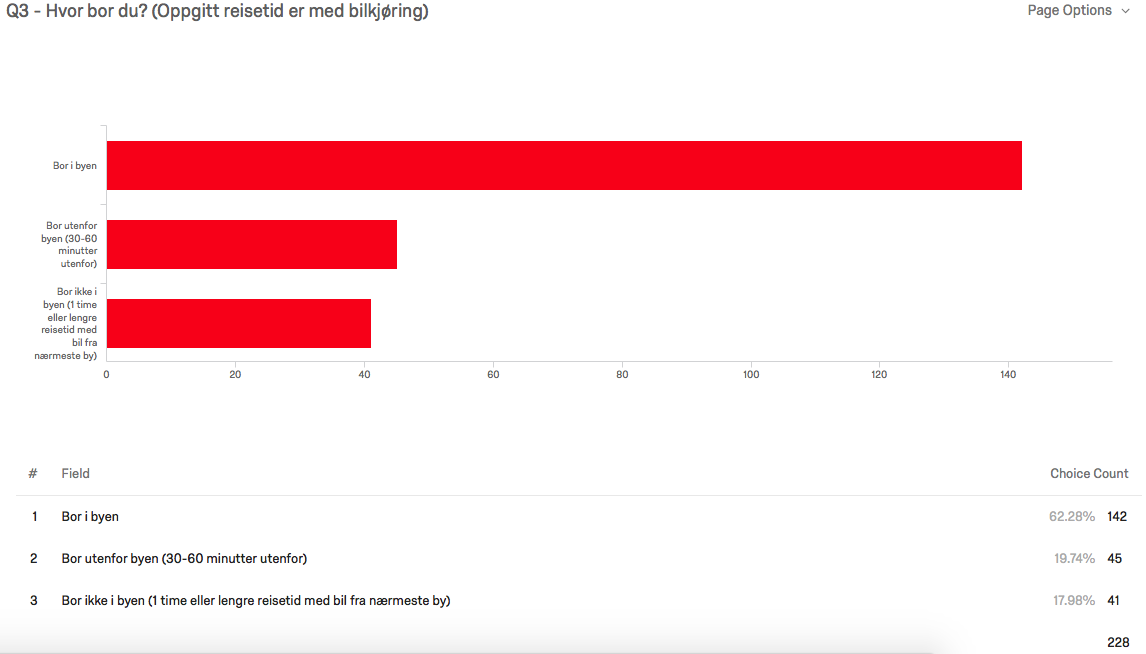 Q3 - Hvor bor du? (Oppgitt reisetid er med bilkjøring)
Page Options
Bor i byen
Bor utenfor
byen (30-60
minutter
utenfor)
Bor ikke i
byen (1 time
eller lengre
reisetid med
bil fra
nærmeste by)
0 20 40 60 80 100 120 140
# Field Choice Count
1 Bor i byen 62.28% 142
2 Bor utenfor byen (30-60 minutter utenfor) 19.74% 45
3 Bor ikke i byen (1 time eller lengre reisetid med bil fra nærmeste by) 17.98% 41
228